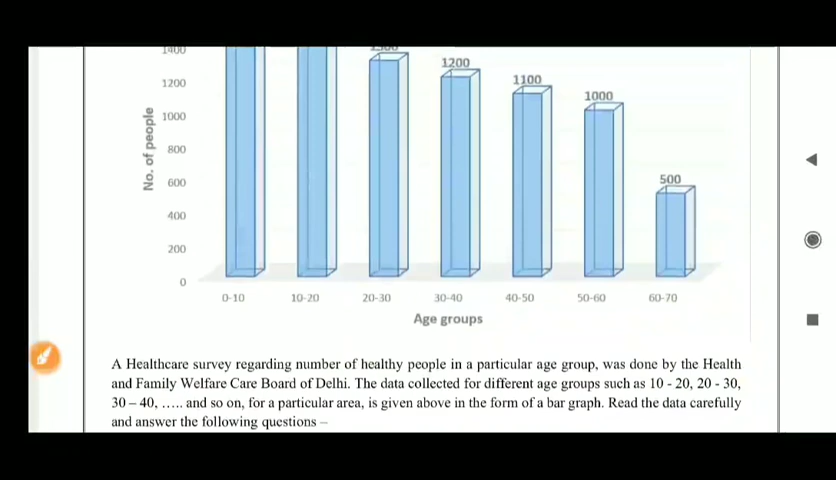 1400
1300
1200
1200
1100
1000
1000
No. of people
800
600
500
400
200
0
0-10 10-20 20-30 30-40 40-50 50-60 60-70
Age groups
A Healthcare survey regarding number of healthy people in a particular age group, was done by the Health
and Family Welfare Care Board of Delhi. The data collected for different age groups such as 10 - 20, 20 - 30,
30 – 40, ….. and so on, for a particular area, is given above in the form of a bar graph. Read the data carefully
and answer the following questions –